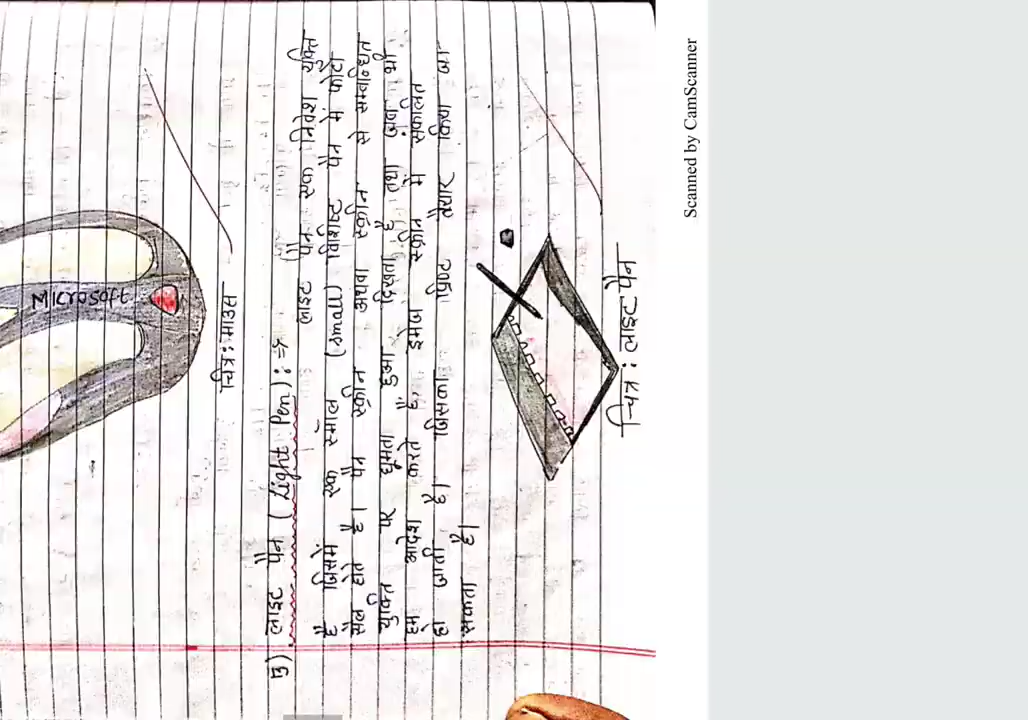 Microsoft
चित्र: माउस
फ) लाइट पैन (Light Pen) : ⇒
लाइट पैन एक निवेश युक्ति
है जिसमें एक स्माल (small) विशिष्ट पैन में फोटो
सैल होते है। पैन स्क्रीन अथवा स्क्रीन से सम्बन्धित
युक्ति पर घूमता हुआ दिखता है तथा जब भी
हम आदेश करते है, इमेज स्क्रीन में संकलित
हो जाती है। जिसका प्रिण्ट तैयार किया जा
सकता है।
चित्र : लाइट पैन
Scanned by CamScanner